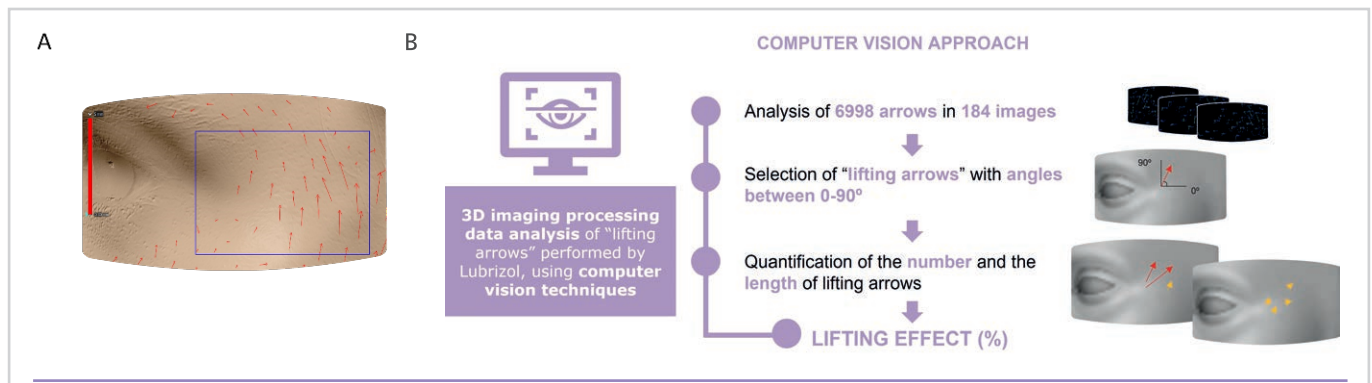 A
B
COMPUTER VISION APPROACH
3D imaging processing
data analysis of “lifting
arrows” performed by
Lubrizol, using computer
vision techniques
Analysis of 6998 arrows in 184 images
Selection of “lifting arrows” with angles
between 0-90º
Quantification of the number and the
length of lifting arrows
LIFTING EFFECT (%)
90º
0º